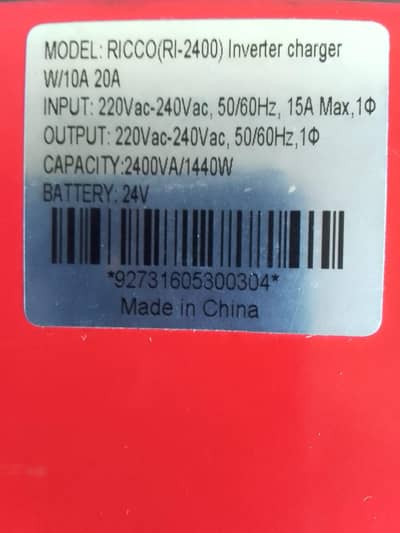 MODEL: RICCO(RI-2400) Inverter charger
W/10A 20A
INPUT: 220Vac-240Vac, 50/60Hz, 15A Max,1Φ
OUTPUT: 220Vac-240Vac, 50/60Hz,1Φ
CAPACITY:2400VA/1440W
BATTERY: 24V
*92731605300304*
Made in China